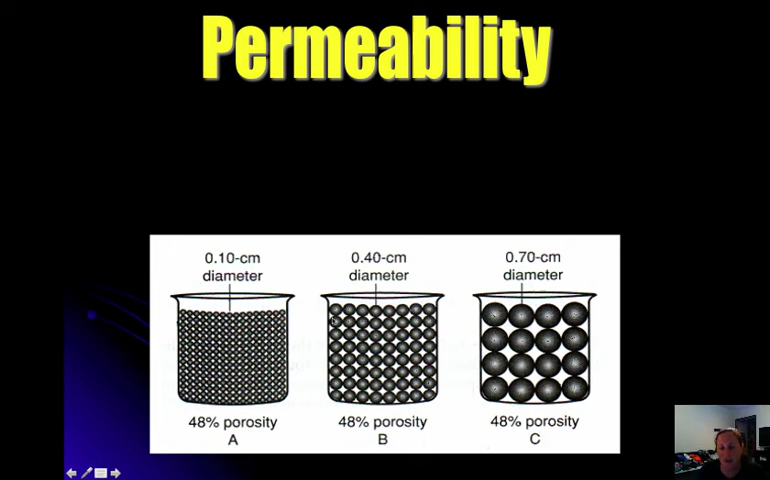 Permeability
0.10-cm
diameter
0.40-cm
diameter
0.70-cm
diameter
48% porosity
A
48% porosity
B
48% porosity
C